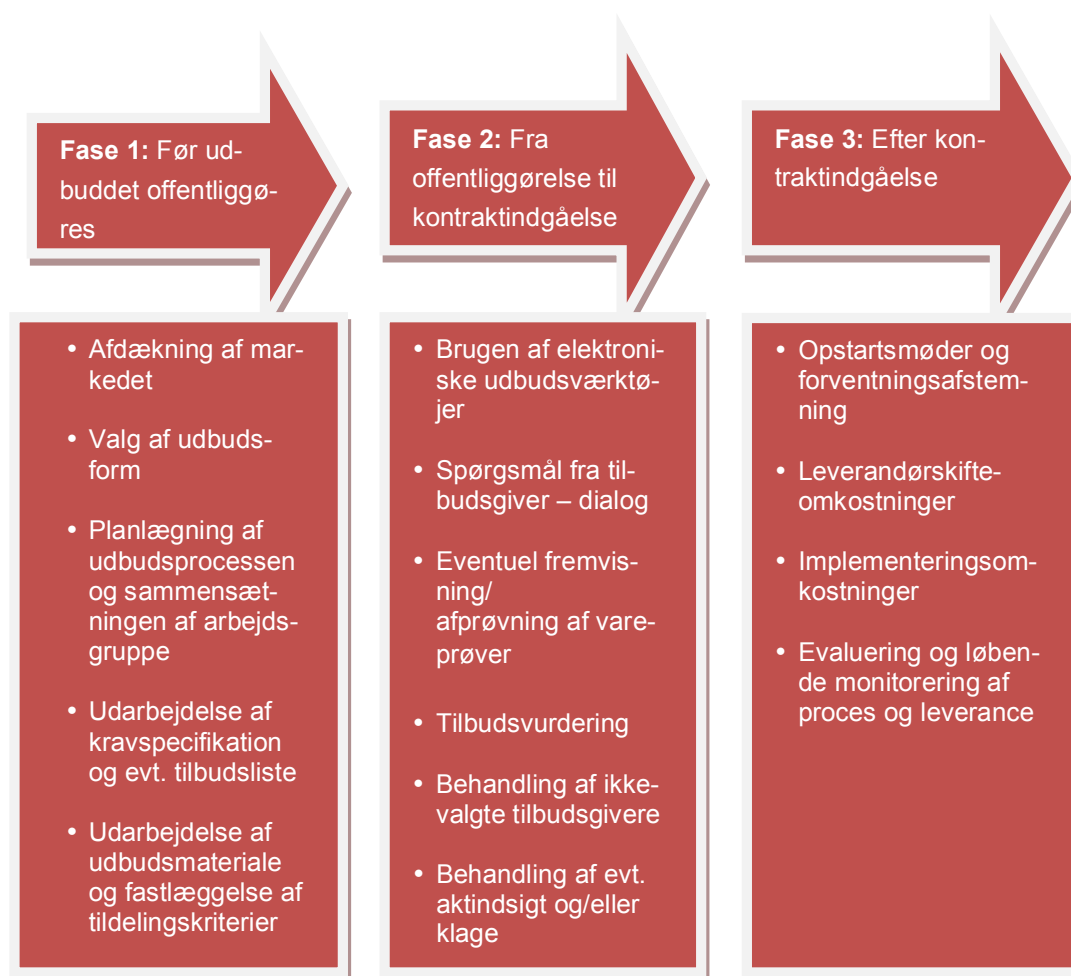 Fase 1: Før ud-
buddet offentliggø-
res
Fase 2: Fra
offentliggørelse til
kontraktindgåelse
Fase 3: Efter kon-
traktindgåelse
• Afdækning af mar-
kedet
• Valg af udbuds-
form
• Planlægning af
udbudsprocessen
og sammensæt-
ningen af arbejds-
gruppe
• Udarbejdelse af
kravspecifikation
og evt. tilbudsliste
• Udarbejdelse af
udbudsmateriale
og fastlæggelse af
tildelingskriterier
• Brugen af elektroni-
ske udbudsværktø-
jer
• Spørgsmål fra til-
budsgiver – dialog
• Eventuel fremvis-
ning/
afprøvning af vare-
prøver
• Tilbudsvurdering
• Behandling af ikke-
valgte tilbudsgivere
• Behandling af evt.
aktindsigt og/eller
klage
• Opstartsmøder og
forventningsafstem-
ning
• Leverandørskifte-
omkostninger
• Implementeringsom-
kostninger
• Evaluering og løben-
de monitorering af
proces og leverance